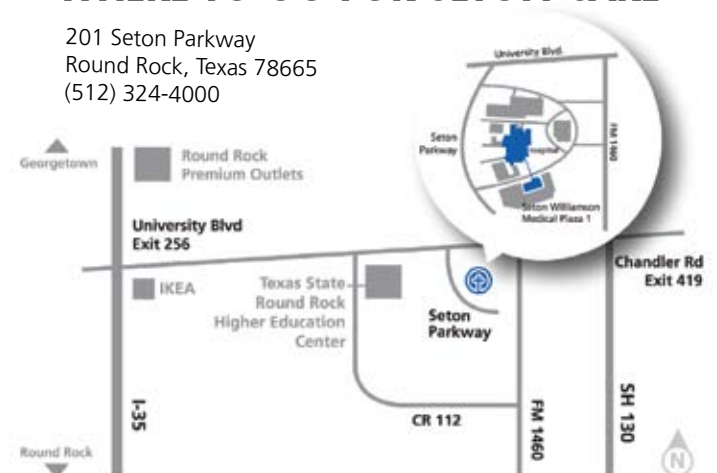 201 Seton Parkway
Round Rock, Texas 78665
(512) 324-4000
University Blvd.
Seton
Parkway
FM 1460
Hospital
Seton Williamson
Medical Plaza 1
Georgetown
Round Rock
Premium Outlets
University Blvd
Exit 256
Chandler Rd
Exit 419
IKEA
Texas State
Round Rock
Higher Education
Center
Seton
Parkway
I-35
CR 112
FM 1460
SH 130
Round Rock
N